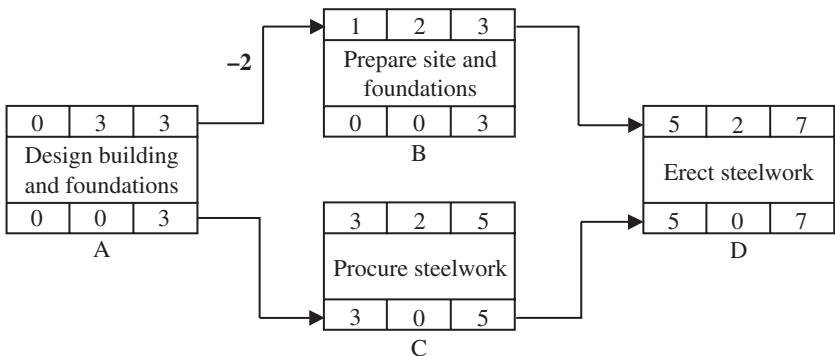 1 2 3
Prepare site and
foundations
0 0 3
B
–2
0 3 3
Design building
and foundations
0 0 3
A
3 2 5
Procure steelwork
3 0 5
C
5 2 7
Erect steelwork
5 0 7
D